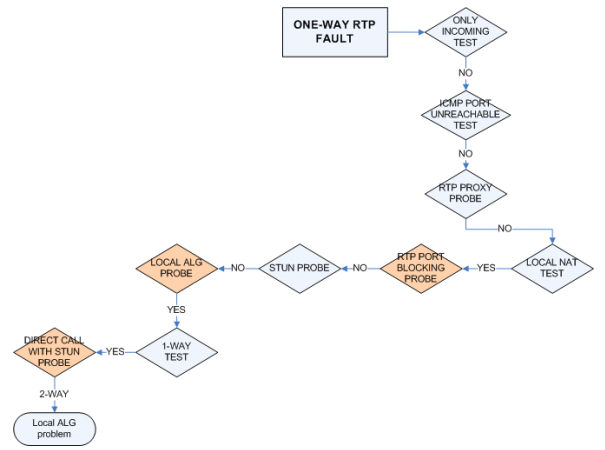 ONE-WAY RTP
FAULT
ONLY
INCOMING
TEST
NO
ICMP PORT
UNREACHABLE
TEST
NO
RTP PROXY
PROBE
NO
LOCAL NAT
TEST
YES
RTP PORT
BLOCKING
PROBE
NO
STUN PROBE
NO
LOCAL ALG
PROBE
YES
1-WAY
TEST
YES
DIRECT CALL
WITH STUN
PROBE
2-WAY
Local ALG
problem